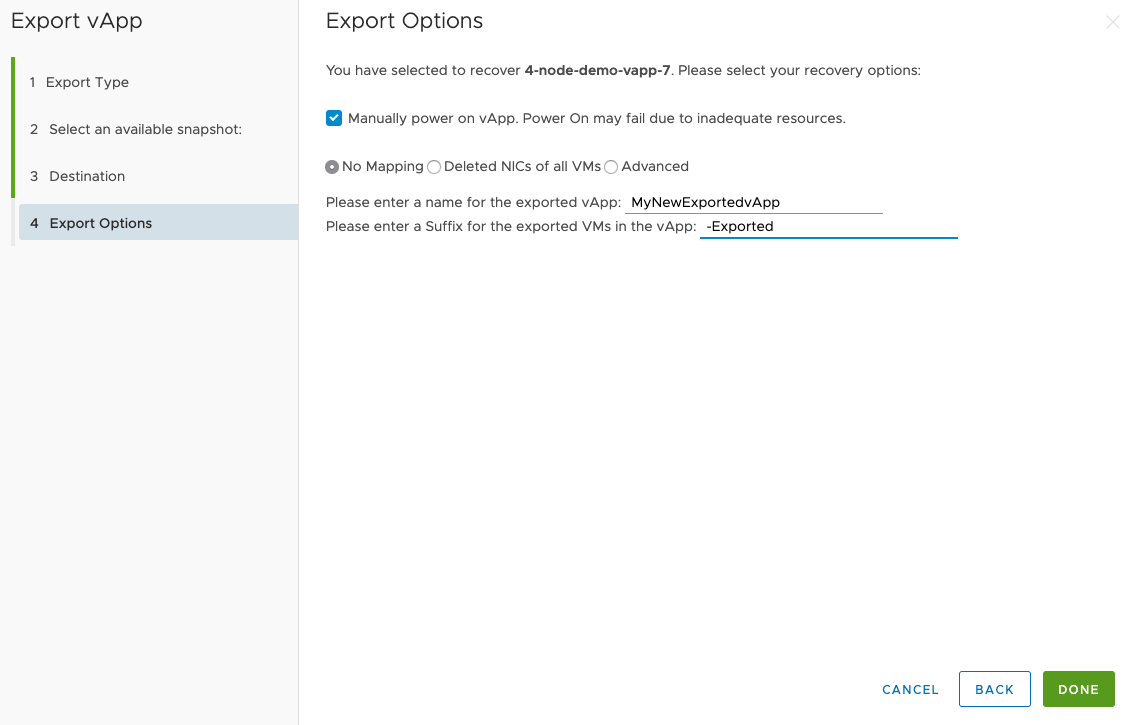 Export vApp
1 Export Type
2 Select an available snapshot:
3 Destination
4 Export Options
Export Options
You have selected to recover 4-node-demo-vapp-7. Please select your recovery options:
Manually power on vApp. Power On may fail due to inadequate resources.
No Mapping Deleted NICs of all VMs Advanced
Please enter a name for the exported vApp: MyNewExportedvApp
Please enter a Suffix for the exported VMs in the vApp: -Exported
CANCEL BACK DONE